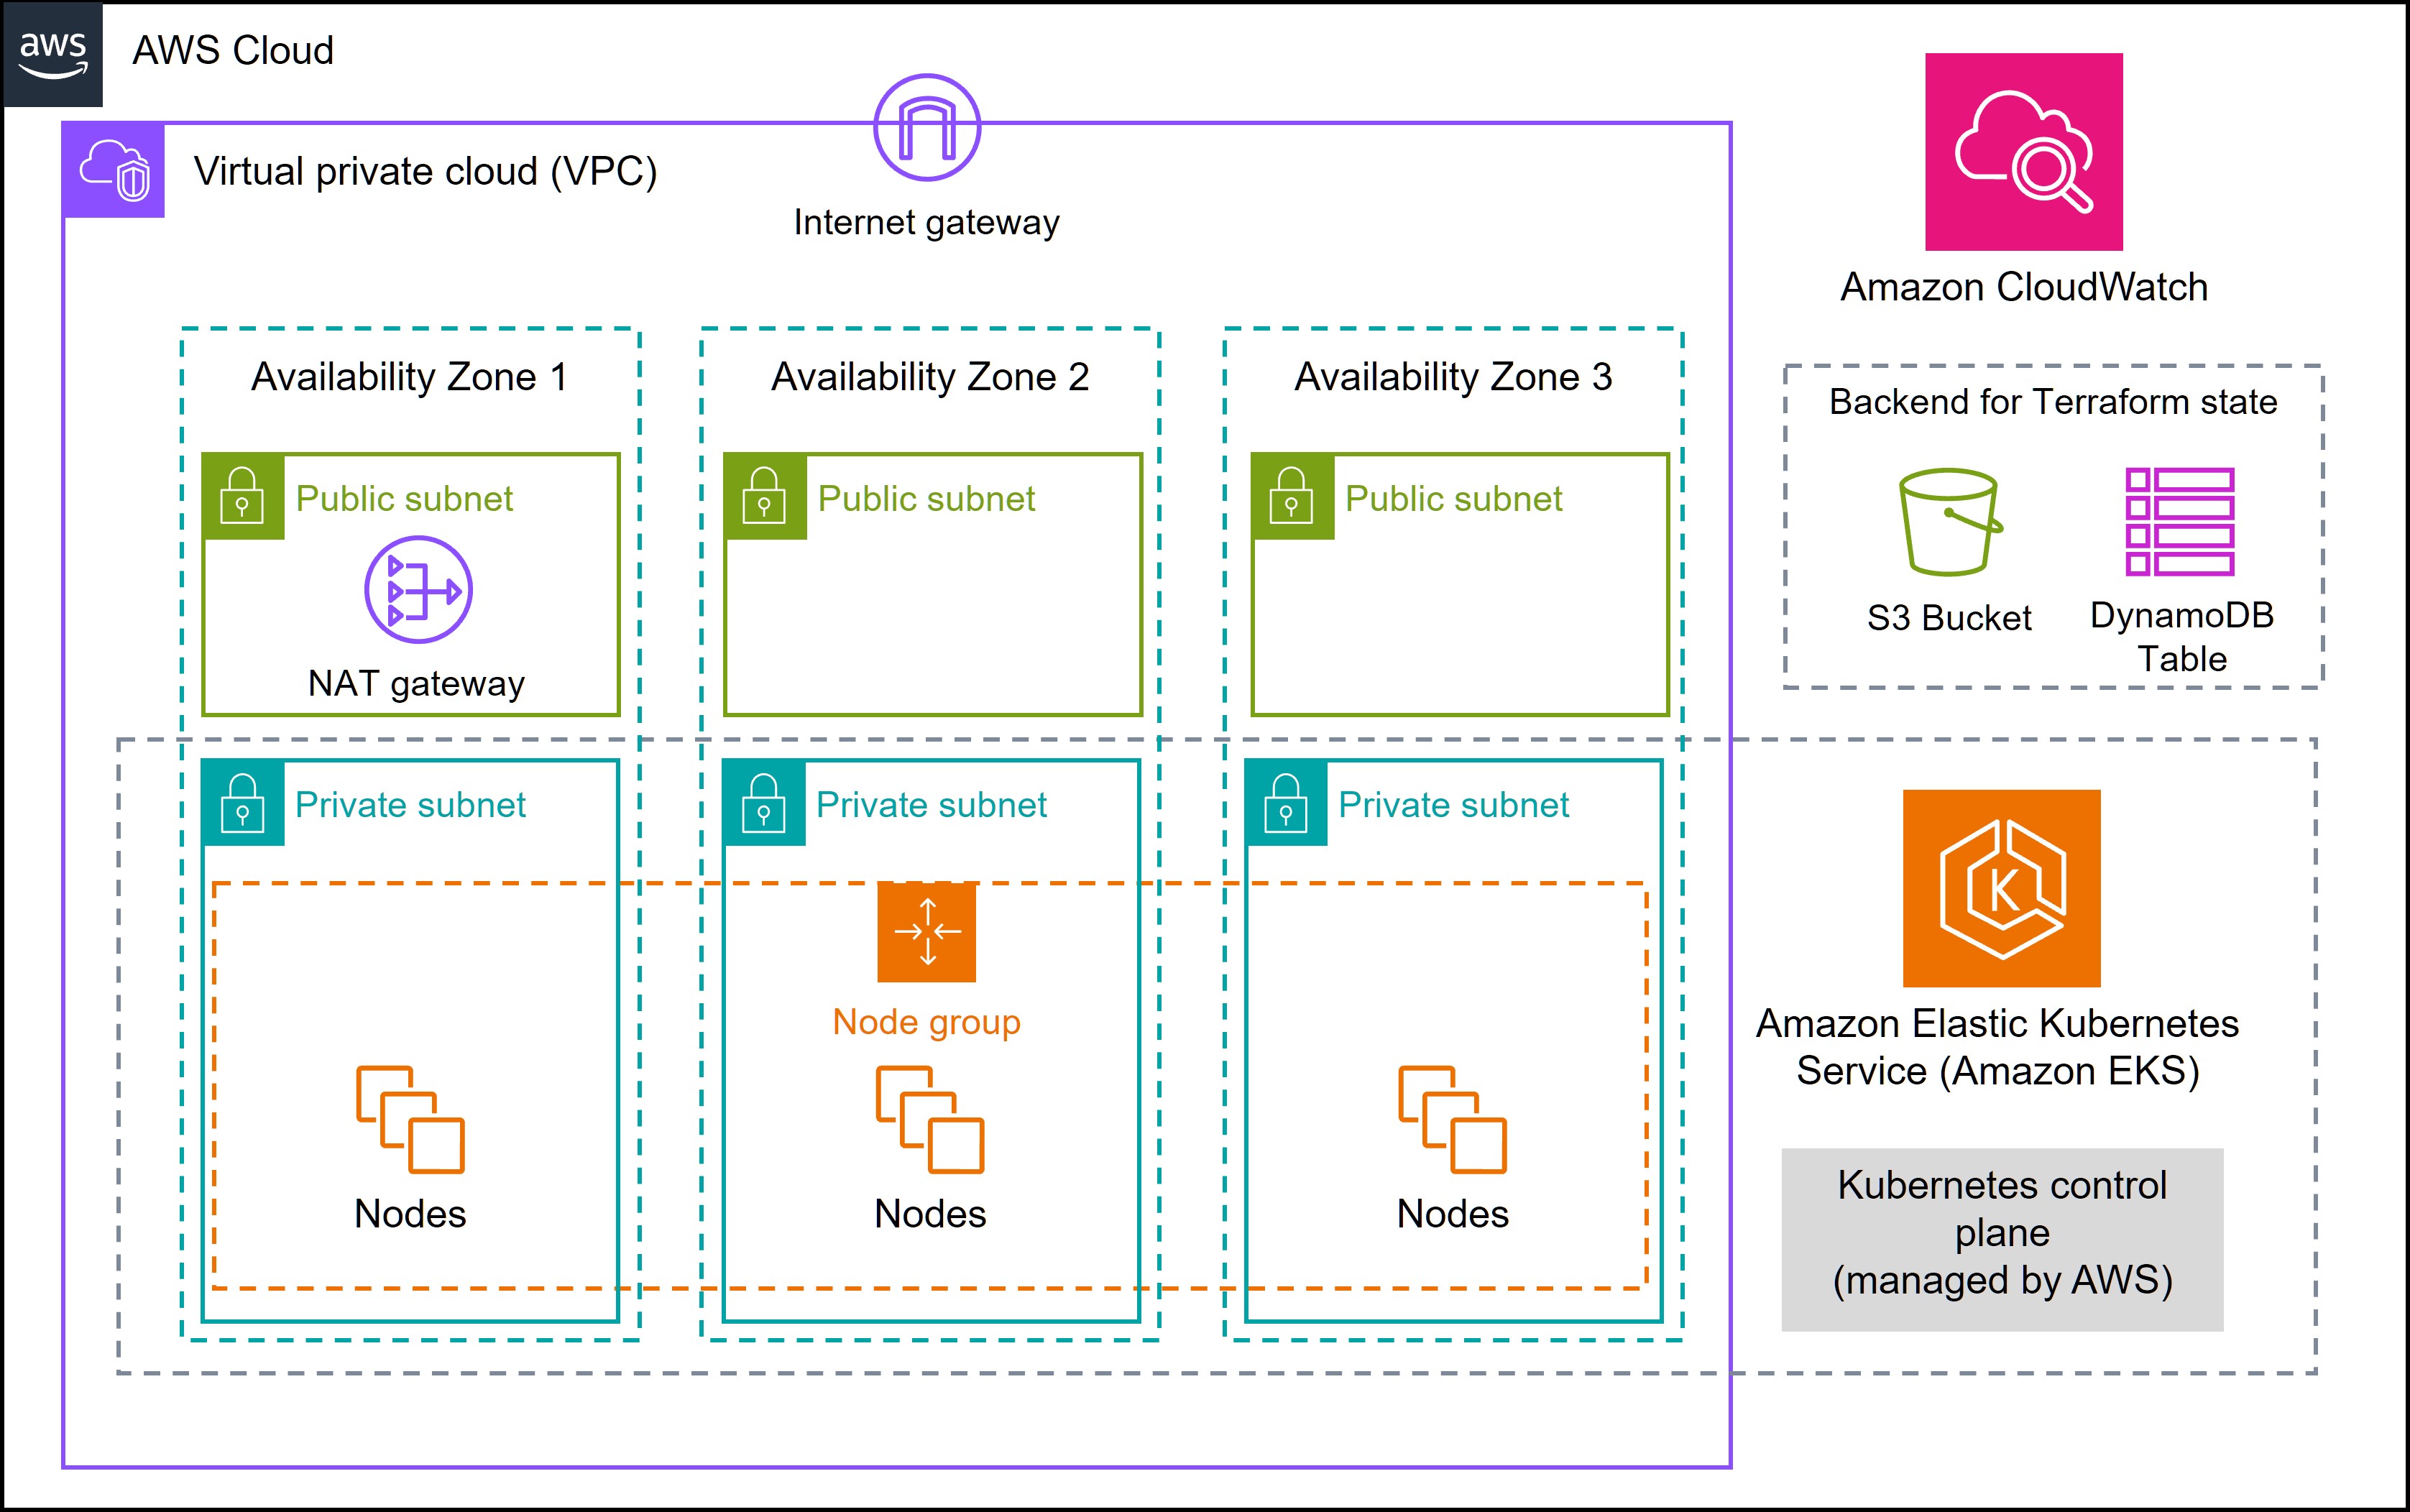 aws
AWS Cloud
Virtual private cloud (VPC)
Internet gateway
Amazon CloudWatch
Availability Zone 1
Availability Zone 2
Availability Zone 3
Backend for Terraform state
S3 Bucket
DynamoDB
Table
Public subnet
Public subnet
Public subnet
NAT gateway
Private subnet
Private subnet
Private subnet
Node group
Nodes
Nodes
Nodes
K
Amazon Elastic Kubernetes
Service (Amazon EKS)
Kubernetes control
plane
(managed by AWS)